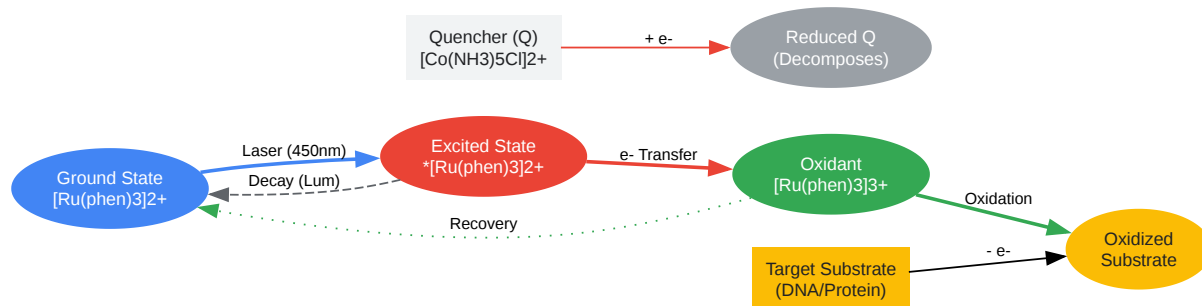 Quencher (Q)
[Co(NH3)5Cl]2+
+ e-
Reduced Q
(Decomposes)
Ground State
[Ru(phen)3]2+
Laser (450nm)
Decay (Lum)
Excited State
*[Ru(phen)3]2+
e- Transfer
Oxidant
[Ru(phen)3]3+
Recovery
Oxidation
Target Substrate
(DNA/Protein)
- e-
Oxidized
Substrate